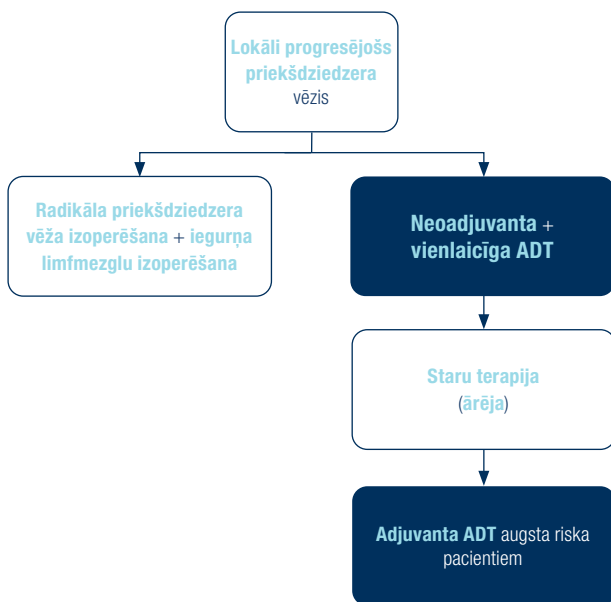 Lokāli progresējošs
priekšdziedzera
vēzis
Radikāla priekšdziedzera
vēža izoperēšana + iegurņa
limfmezglu izoperēšana
Neoadjuvanta +
vienlaicīga ADT
Staru terapija
(ārēja)
Adjuvanta ADT augsta riska
pacientiem